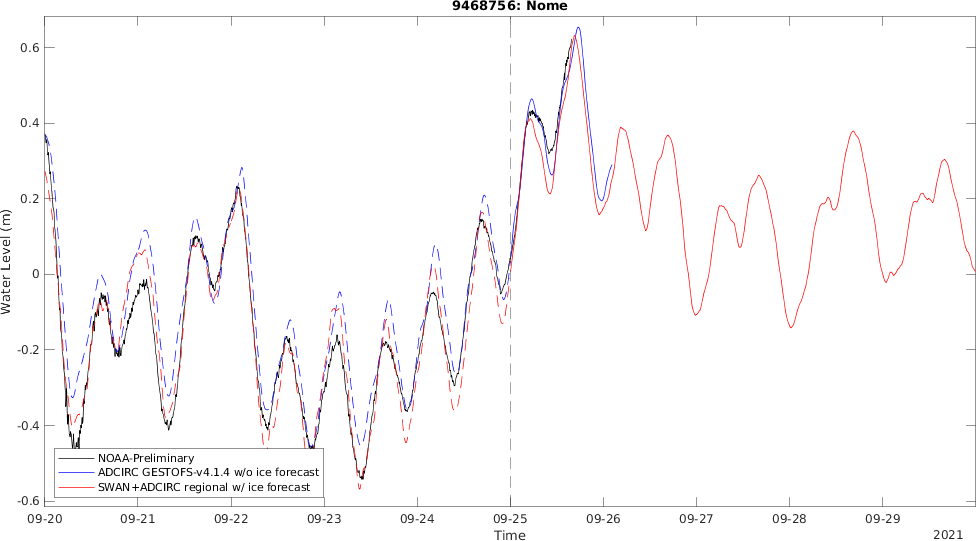 9468756: Nome
Water Level (m)
0.6
0.4
0.2
0
-0.2
-0.4
-0.6
NOAA-Preliminary
ADCIRC GESTOFS-v4.1.4 w/o ice forecast
SWAN+ADCIRC regional w/ ice forecast
09-20 09-21 09-22 09-23 09-24 09-25 09-26 09-27 09-28 09-29
Time
2021